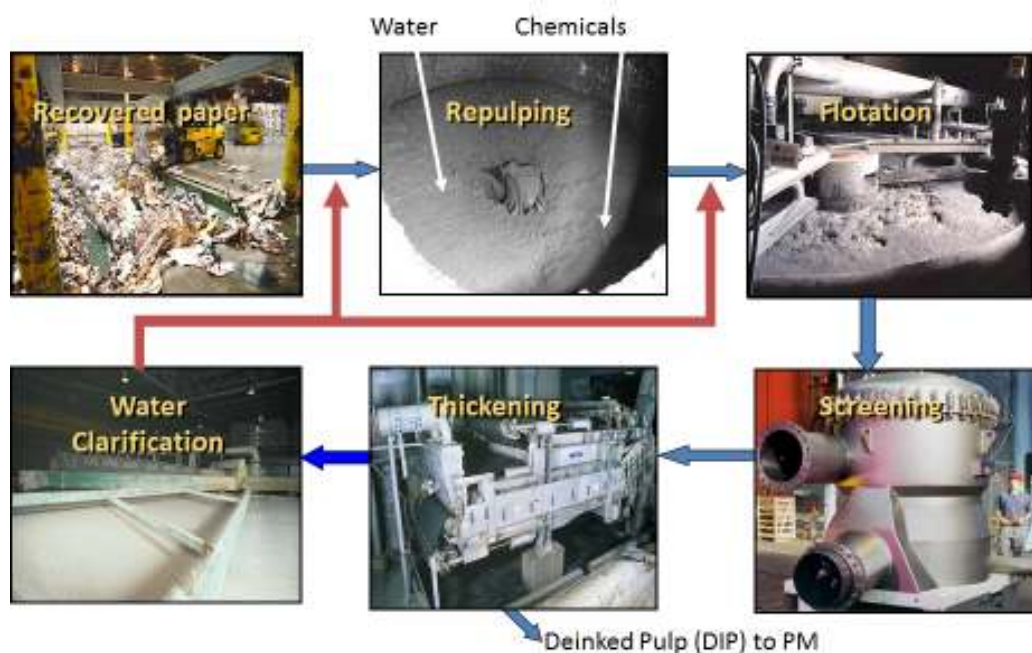 Water
Chemicals
Recovered paper
Repulping
Flotation
Water
Clarification
Thickening
Screening
Deinked Pulp (DIP) to PM